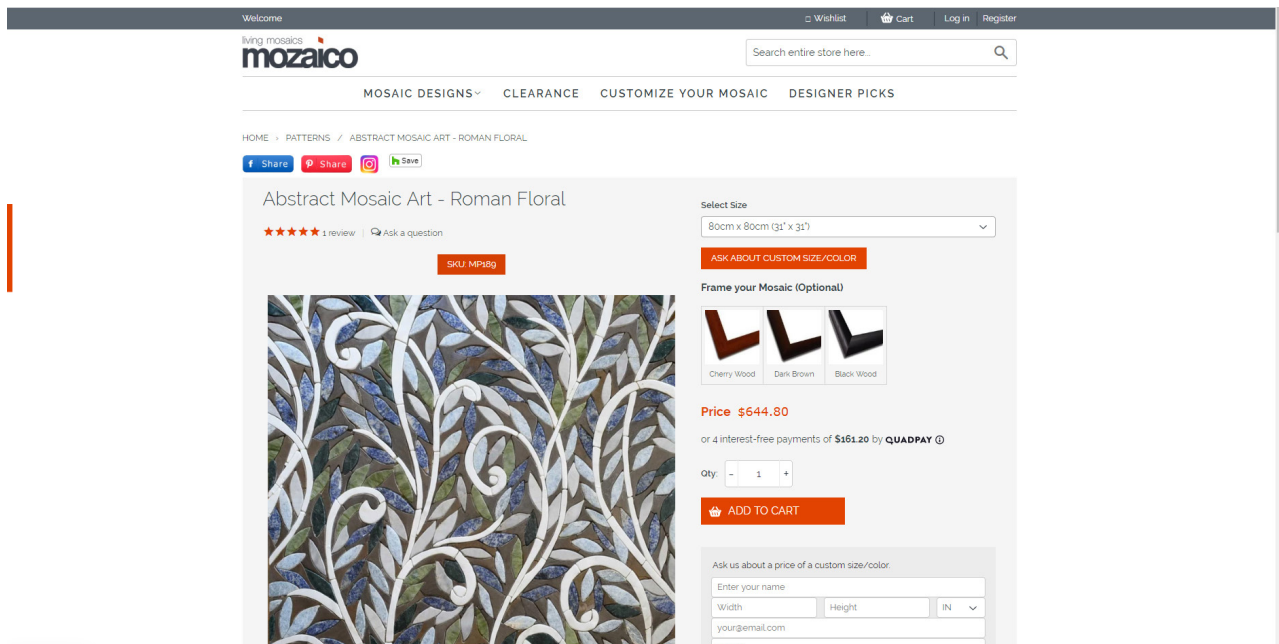 Welcome
Wishlist
Cart
Log in
Register
living mosaics
mozaico
Search entire store here...
MOSAIC DESIGNS
CLEARANCE
CUSTOMIZE YOUR MOSAIC
DESIGNER PICKS
HOME › PATTERNS / ABSTRACT MOSAIC ART - ROMAN FLORAL
f Share
Share
Save
Abstract Mosaic Art - Roman Floral
1 review | Ask a question
SKU: MP189
Select Size
80cm x 80cm (31" x 31")
ASK ABOUT CUSTOM SIZE/COLOR
Frame your Mosaic (Optional)
Cherry Wood
Dark Brown
Black Wood
Price $644.80
or 4 interest-free payments of $161.20 by QUADPAY
Qty: - 1 +
ADD TO CART
Ask us about a price of a custom size/color.
Enter your name
Width
Height
IN
your@email.com